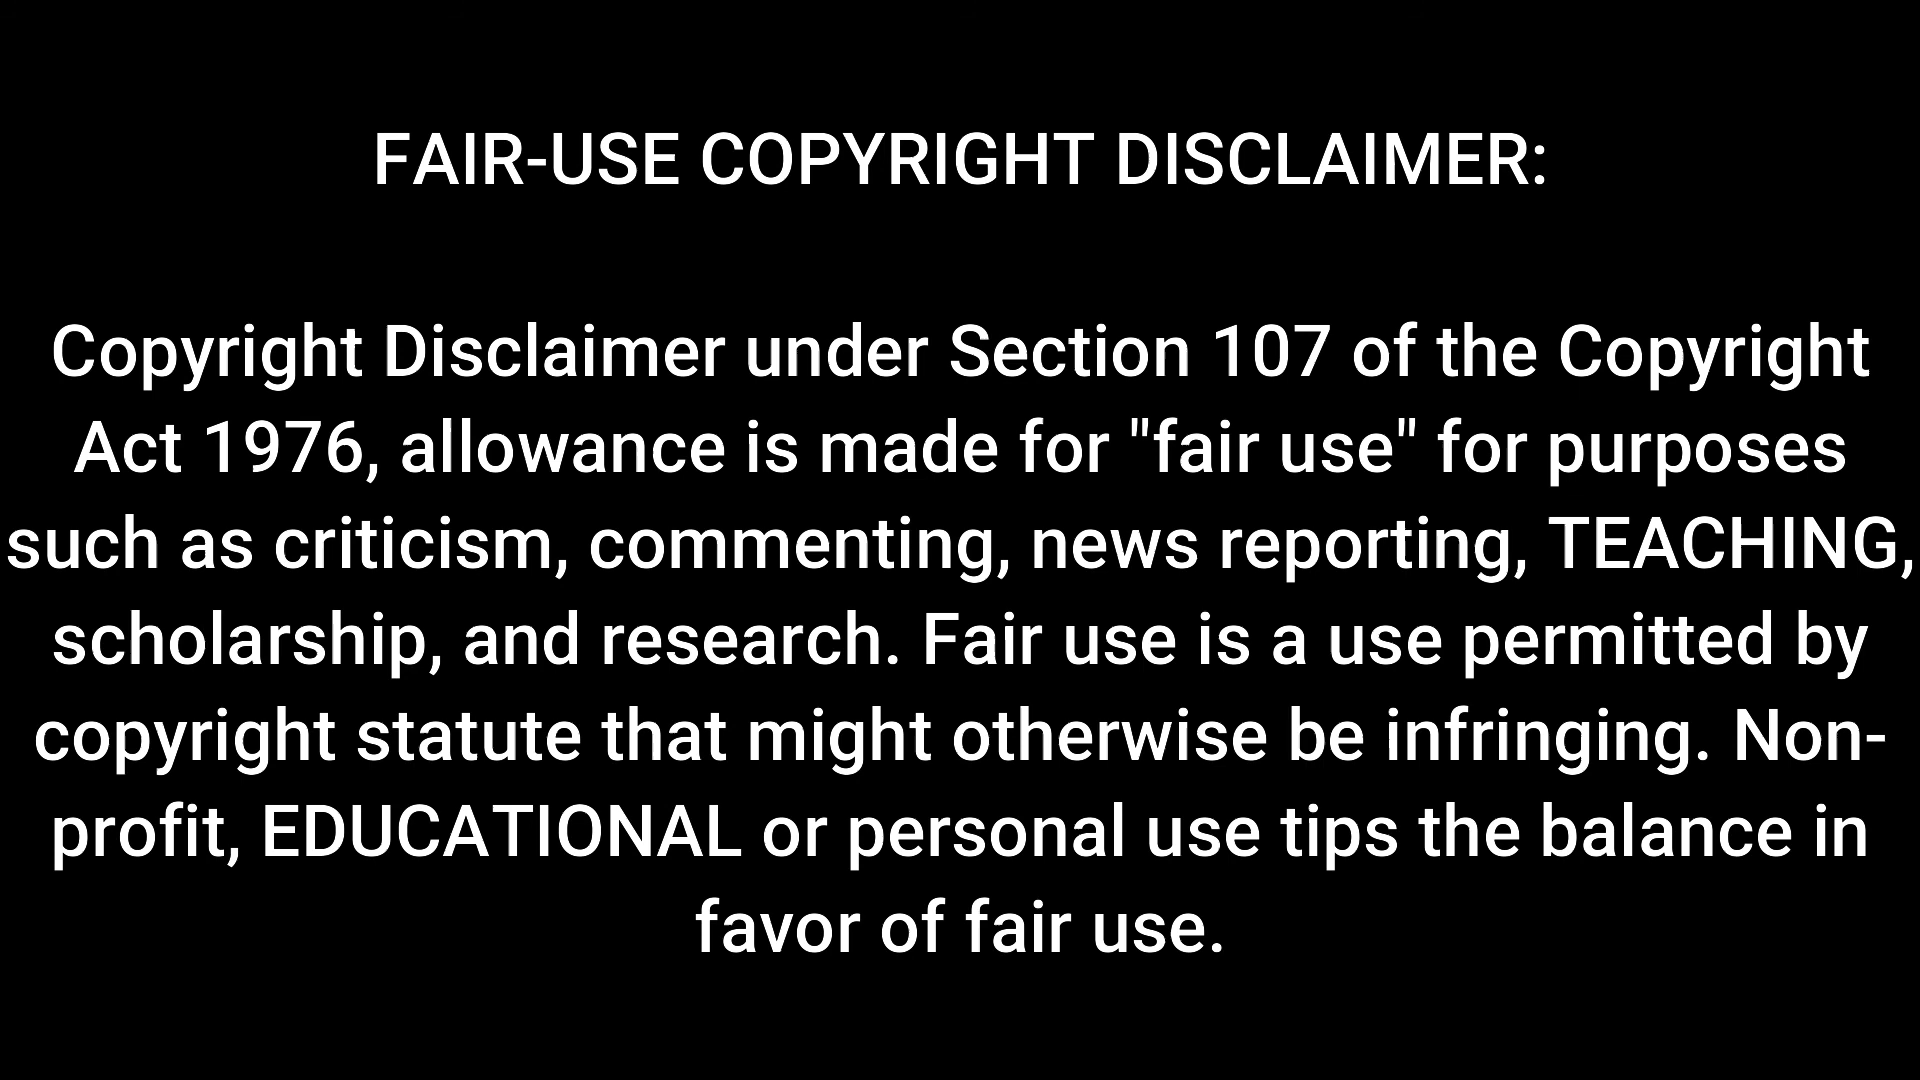 FAIR-USE COPYRIGHT DISCLAIMER:
Copyright Disclaimer under Section 107 of the Copyright
Act 1976, allowance is made for "fair use" for purposes
such as criticism, commenting, news reporting, TEACHING,
scholarship, and research. Fair use is a use permitted by
copyright statute that might otherwise be infringing. Non-
profit, EDUCATIONAL or personal use tips the balance in
favor of fair use.